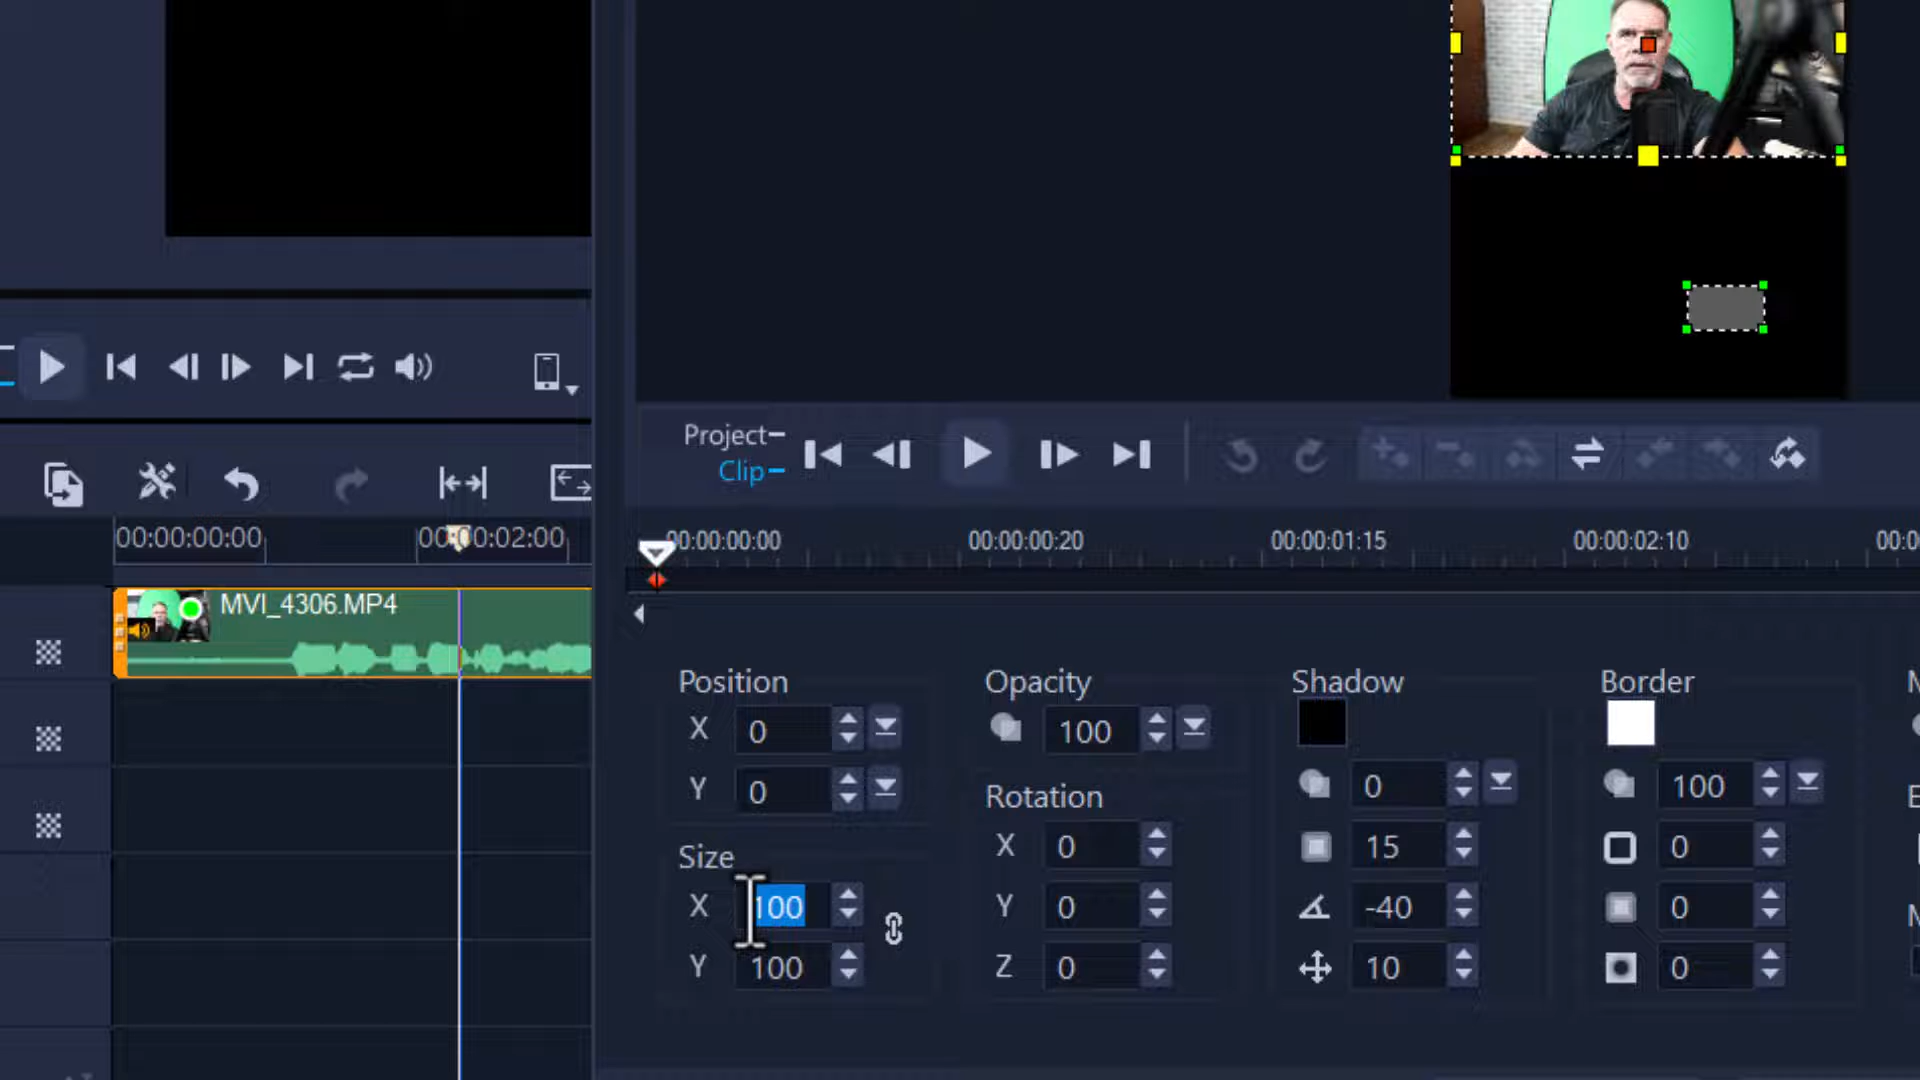 Project
Clip
00:00:00:00
00:00:02:00
00:00:00:00
00:00:00:20
00:00:01:15
00:00:02:10
00:0
MVI_4306.MP4
Position
Opacity
Shadow
Border
X 0
100
Y 0
0
100
Rotation
Size
X 0
15
0
X 100
Y 0
-40
0
Y 100
Z 0
10
0